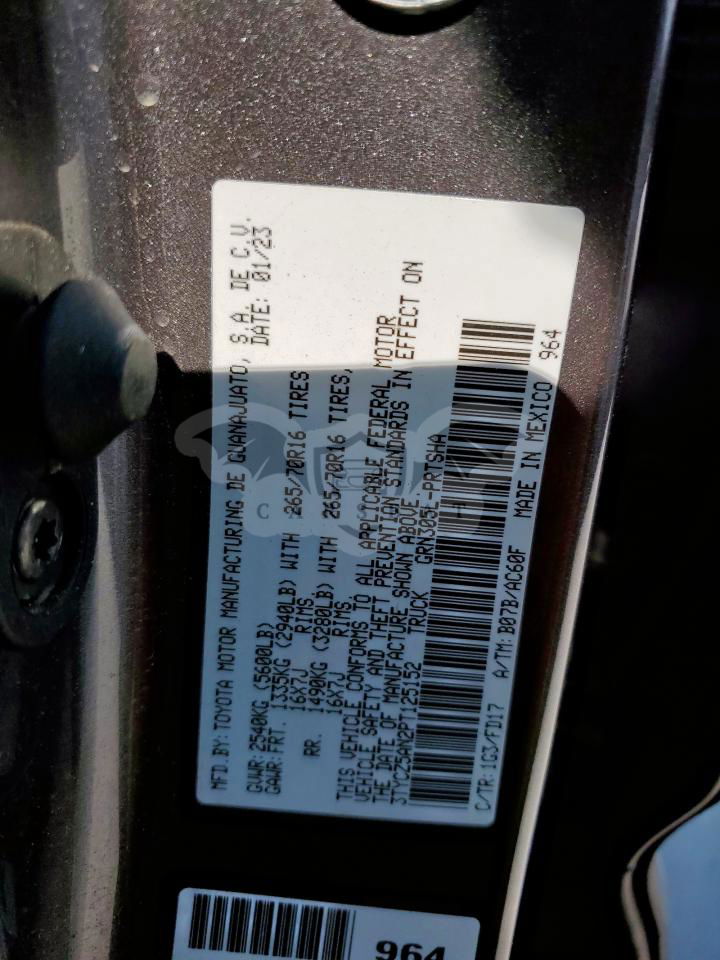 MFD.BY: TOYOTA MOTOR MANUFACTURING DE GUANAJUATO, S.A. DE C.V.
DATE: 01/23
GVWR: 2540KG (5600LB)
GAWR: FRT. 1335KG (2940LB) WITH 265/70R16 TIRES
16X7J RIMS
RR. 1490KG (3280LB) WITH 265/70R16 TIRES,
16X7J RIMS
THIS VEHICLE CONFORMS TO ALL APPLICABLE FEDERAL MOTOR
VEHICLE SAFETY AND THEFT PREVENTION STANDARDS IN EFFECT ON
THE DATE OF MANUFACTURE SHOWN ABOVE
3TYCZ5AN2PT125152 TRUCK GRN305E-PRTSHA
C/TR: 1G3/FD17 A/TM: B07B/AC60F MADE IN MEXICO 964
964